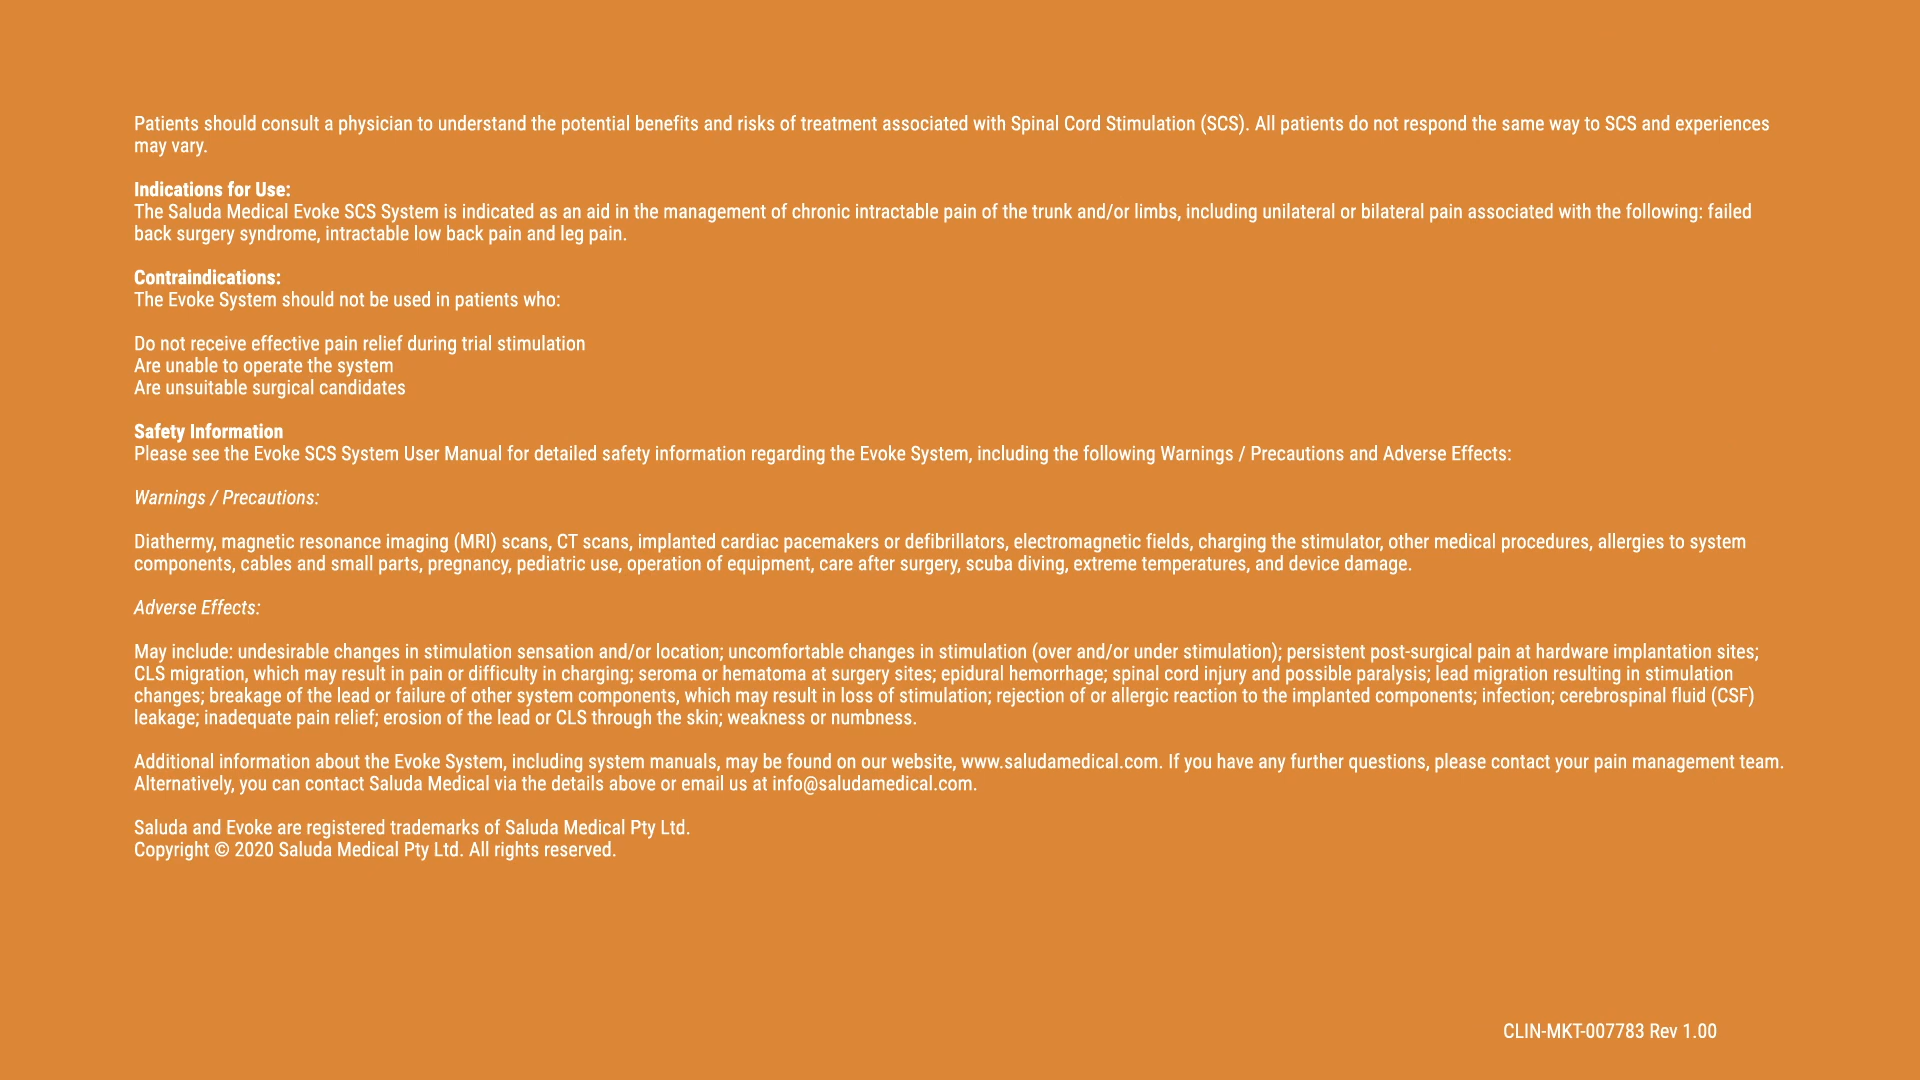 Patients should consult a physician to understand the potential benefits and risks of treatment associated with Spinal Cord Stimulation (SCS). All patients do not respond the same way to SCS and experiences
may vary.
Indications for Use:
The Saluda Medical Evoke SCS System is indicated as an aid in the management of chronic intractable pain of the trunk and/or limbs, including unilateral or bilateral pain associated with the following: failed
back surgery syndrome, intractable low back pain and leg pain.
Contraindications:
The Evoke System should not be used in patients who:
Do not receive effective pain relief during trial stimulation
Are unable to operate the system
Are unsuitable surgical candidates
Safety Information
Please see the Evoke SCS System User Manual for detailed safety information regarding the Evoke System, including the following Warnings / Precautions and Adverse Effects:
Warnings / Precautions:
Diathermy, magnetic resonance imaging (MRI) scans, CT scans, implanted cardiac pacemakers or defibrillators, electromagnetic fields, charging the stimulator, other medical procedures, allergies to system
components, cables and small parts, pregnancy, pediatric use, operation of equipment, care after surgery, scuba diving, extreme temperatures, and device damage.
Adverse Effects:
May include: undesirable changes in stimulation sensation and/or location; uncomfortable changes in stimulation (over and/or under stimulation); persistent post-surgical pain at hardware implantation sites;
CLS migration, which may result in pain or difficulty in charging; seroma or hematoma at surgery sites; epidural hemorrhage; spinal cord injury and possible paralysis; lead migration resulting in stimulation
changes; breakage of the lead or failure of other system components, which may result in loss of stimulation; rejection of or allergic reaction to the implanted components; infection; cerebrospinal fluid (CSF)
leakage; inadequate pain relief; erosion of the lead or CLS through the skin; weakness or numbness.
Additional information about the Evoke System, including system manuals, may be found on our website, www.saludamedical.com. If you have any further questions, please contact your pain management team.
Alternatively, you can contact Saluda Medical via the details above or email us at info@saludamedical.com.
Saluda and Evoke are registered trademarks of Saluda Medical Pty Ltd.
Copyright © 2020 Saluda Medical Pty Ltd. All rights reserved.
CLIN-MKT-007783 Rev 1.00